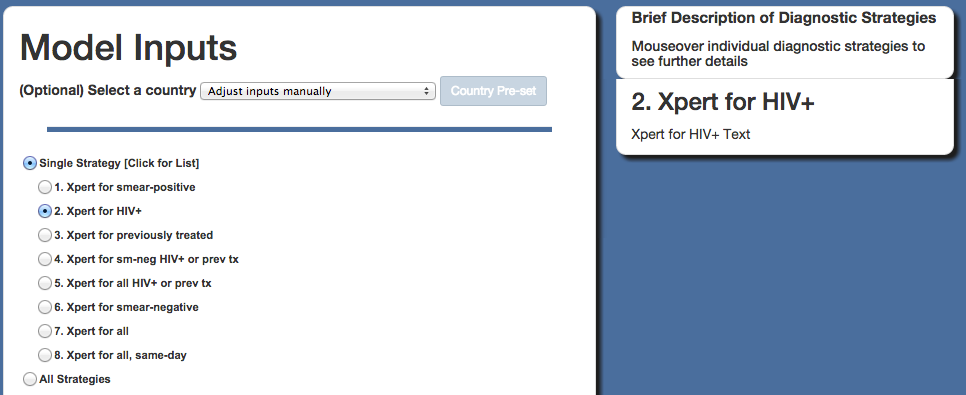 Model Inputs
(Optional) Select a country Adjust inputs manually Country Pre-set
Single Strategy [Click for List]
1. Xpert for smear-positive
2. Xpert for HIV+
3. Xpert for previously treated
4. Xpert for sm-neg HIV+ or prev tx
5. Xpert for all HIV+ or prev tx
6. Xpert for smear-negative
7. Xpert for all
8. Xpert for all, same-day
All Strategies
Brief Description of Diagnostic Strategies
Mouseover individual diagnostic strategies to
see further details
2. Xpert for HIV+
Xpert for HIV+ Text